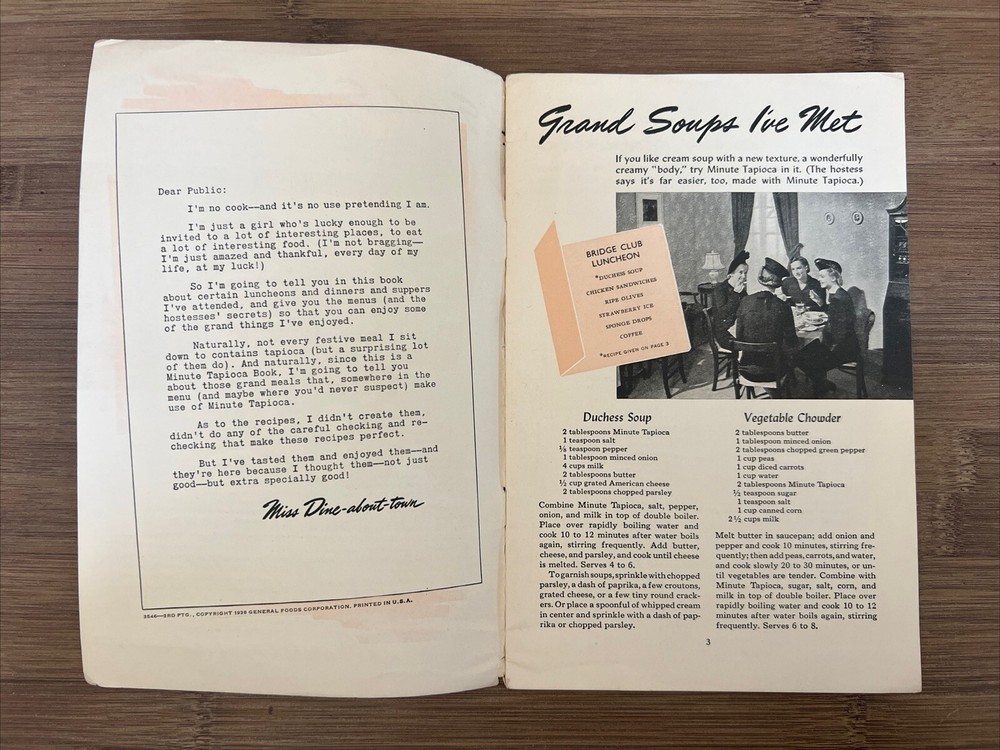 Dear Public:
I'm no cook—and it's no use pretending I am.
I'm just a girl who's lucky enough to be
invited to a lot of interesting places, to eat
a lot of interesting food. (I'm not bragging—
I'm just amazed and thankful, every day of my
life, at my luck!)
So I'm going to tell you in this book
about certain luncheons and dinners and suppers
I've attended, and give you the menus (and the
hostesses' secrets) so that you can enjoy some
of the grand things I've enjoyed.
Naturally, not every festive meal I sit
down to contains tapioca (but a surprising lot
of them do). And naturally, since this is a
Minute Tapioca Book, I'm going to tell you
about those grand meals that, somewhere in the
menu (and maybe where you'd never suspect) make
use of Minute Tapioca.
As to the recipes, I didn't create them,
didn't do any of the careful checking and re-
checking that make these recipes perfect.
But I've tasted them and enjoyed them—and
they're here because I thought them—not just
good—but extra specially good!
Miss Dine-about-town
3546—3RD PTG., COPYRIGHT 1938 GENERAL FOODS CORPORATION. PRINTED IN U.S.A.
Grand Soups I've Met
If you like cream soup with a new texture, a wonderfully
creamy "body," try Minute Tapioca in it. (The hostess
says it's far easier, too, made with Minute Tapioca.)
BRIDGE CLUB
LUNCHEON
*DUCHESS SOUP
CHICKEN SANDWICHES
RIPE OLIVES
STRAWBERRY ICE
SPONGE DROPS
COFFEE
*RECIPE GIVEN ON PAGE 3
Duchess Soup
2 tablespoons Minute Tapioca
1 teaspoon salt
⅛ teaspoon pepper
1 tablespoon minced onion
4 cups milk
2 tablespoons butter
½ cup grated American cheese
2 tablespoons chopped parsley
Combine Minute Tapioca, salt, pepper,
onion, and milk in top of double boiler.
Place over rapidly boiling water and
cook 10 to 12 minutes after water boils
again, stirring frequently. Add butter,
cheese, and parsley, and cook until cheese
is melted. Serves 4 to 6.
To garnish soups, sprinkle with chopped
parsley, a dash of paprika, a few croutons,
grated cheese, or a few tiny round crack-
ers. Or place a spoonful of whipped cream
in center and sprinkle with a dash of pap-
rika or chopped parsley.
Vegetable Chowder
2 tablespoons butter
1 tablespoon minced onion
2 tablespoons chopped green pepper
1 cup peas
1 cup diced carrots
1 cup water
2 tablespoons Minute Tapioca
½ teaspoon sugar
1 teaspoon salt
1 cup canned corn
2½ cups milk
Melt butter in saucepan; add onion and
pepper and cook 10 minutes, stirring fre-
quently; then add peas, carrots, and water,
and cook slowly 20 to 30 minutes, or un-
til vegetables are tender. Combine with
Minute Tapioca, sugar, salt, corn, and
milk in top of double boiler. Place over
rapidly boiling water and cook 10 to 12
minutes after water boils again, stirring
frequently. Serves 6 to 8.
3